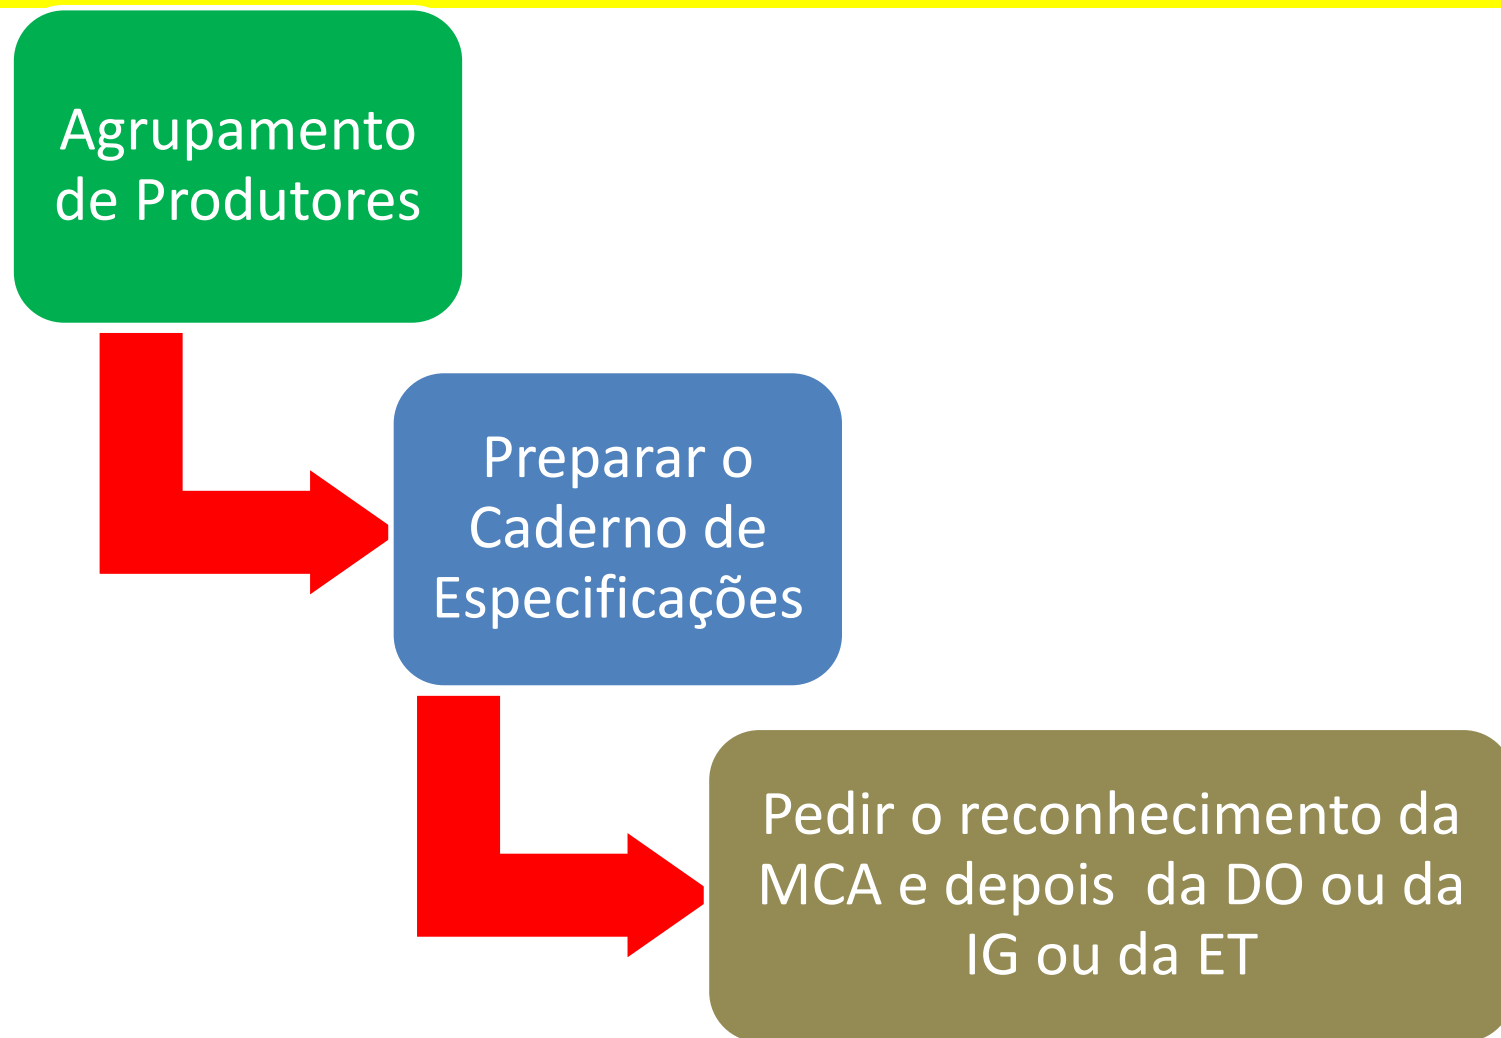 Agrupamento
de Produtores
Preparar o
Caderno de
Especificações
Pedir o reconhecimento da
MCA e depois  da DO ou da
IG ou da ET